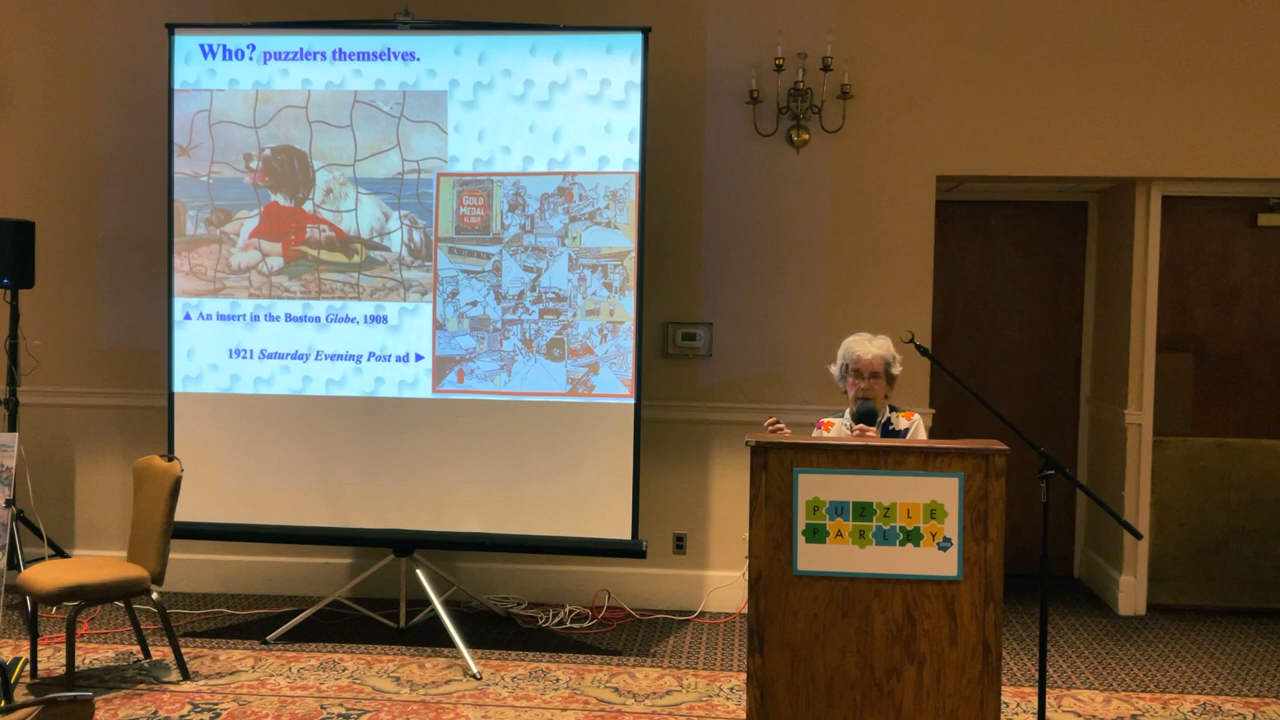 Who? puzzlers themselves.
GOLD
MEDAL
FLOUR
▲ An insert in the Boston Globe, 1908
1921 Saturday Evening Post ad ►
PUZZLE
PARLEY